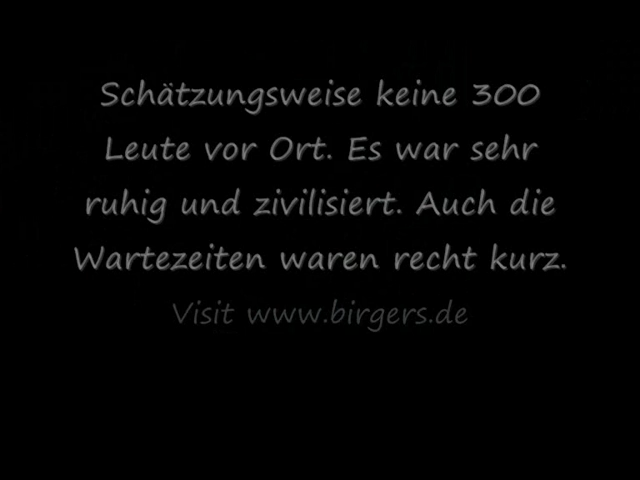 Schätzungsweise keine 300
Leute vor Ort. Es war sehr
ruhig und zivilisiert. Auch die
Wartezeiten waren recht kurz.
Visit www.birgers.de